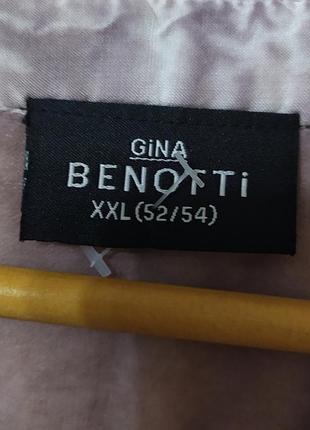 GiNA
BENOTTi
XXL(52/54)